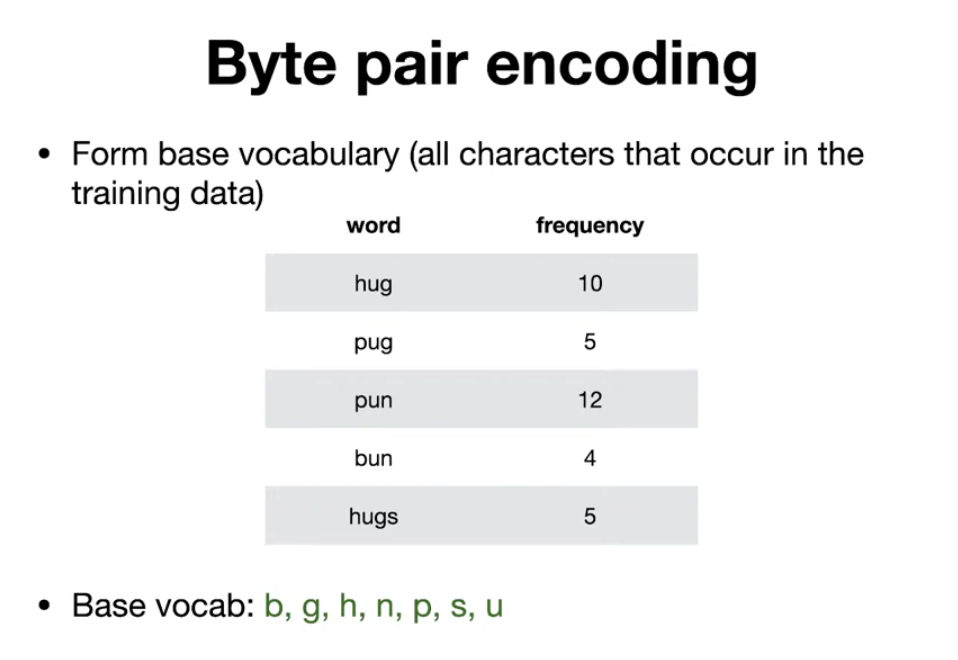 Byte pair encoding
• Form base vocabulary (all characters that occur in the
training data)
word frequency
hug 10
pug 5
pun 12
bun 4
hugs 5
• Base vocab: b, g, h, n, p, s, u